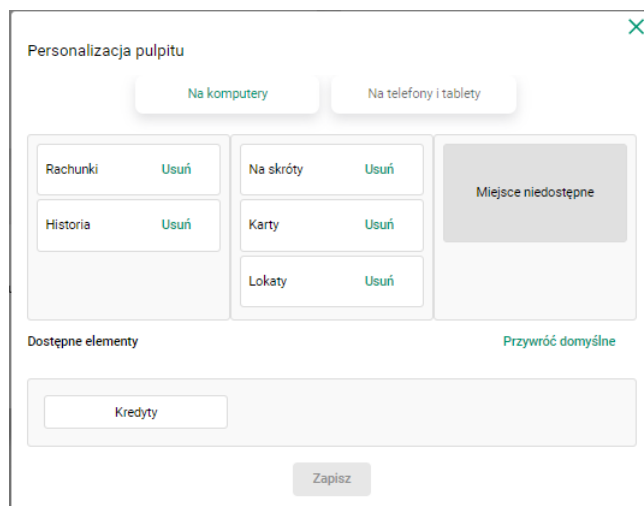 Personalizacja pulpitu
Na komputery
Na telefony i tablety
Rachunki Usuń
Historia Usuń
Na skróty Usuń
Karty Usuń
Lokaty Usuń
Miejsce niedostępne
Dostępne elementy
Przywróć domyślne
Kredyty
Zapisz